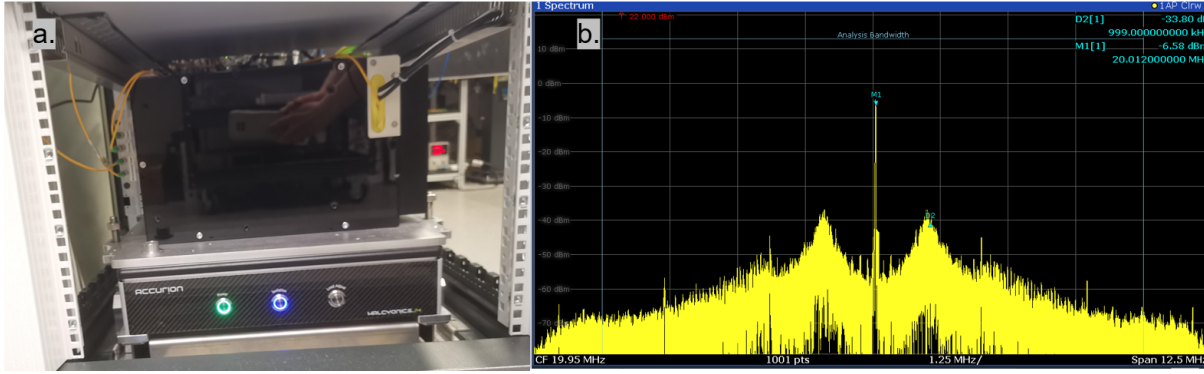 a.
ACCURION
HALCYONICS
b.
1 Spectrum
1AP Clrw
22.000 dBm
D2[1] -33.80 dB
999.000000000 kH
Analysis Bandwidth
M1[1] -6.58 dBm
20.012000000 MH
10 dBm
0 dBm
M1
-10 dBm
-20 dBm
-30 dBm
-40 dBm
D2
-50 dBm
-60 dBm
-70 dBm
CF 19.95 MHz 1001 pts 1.25 MHz/ Span 12.5 MHz